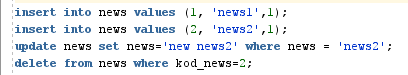 insert into news values (1, 'news1',1);
insert into news values (2, 'news2',1);
update news set news='new news2' where news = 'news2';
delete from news where kod_news=2;